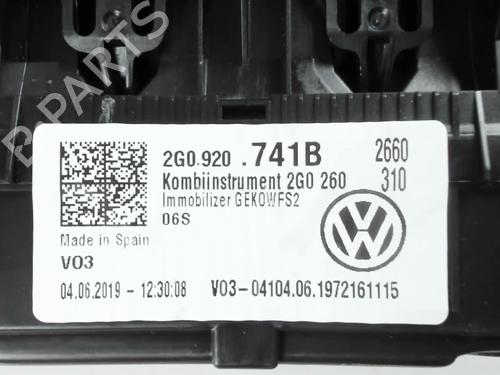 B-PARTS
2G0.920 .741B 2660
Kombiinstrument 2G0 260 310
Immobilizer GEKOWFS2
06S
Made in Spain
V03
04.06.2019 - 12:30:08 V03-04104.06.1972161115